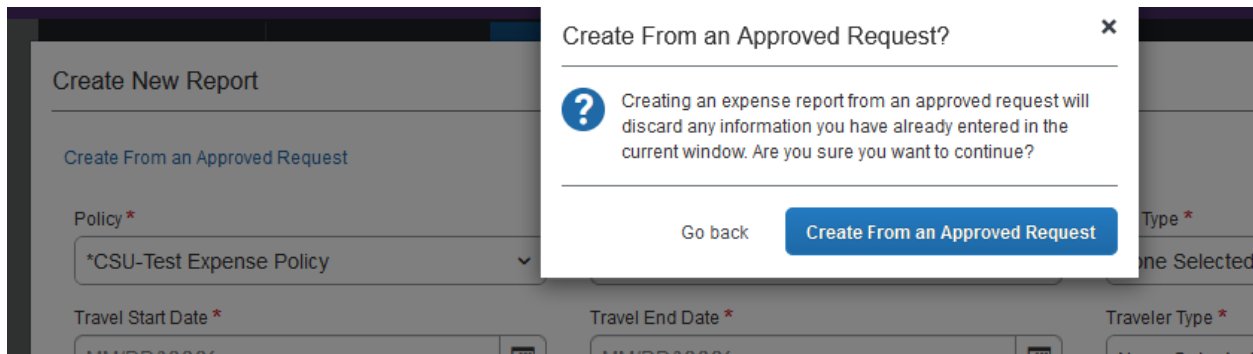 Create From an Approved Request?
Create New Report
Creating an expense report from an approved request will
discard any information you have already entered in the
current window. Are you sure you want to continue?
Create From an Approved Request
Go back
Create From an Approved Request
Policy *
Type *
*CSU-Test Expense Policy
Selected
Travel Start Date *
Travel End Date *
Traveler Type *